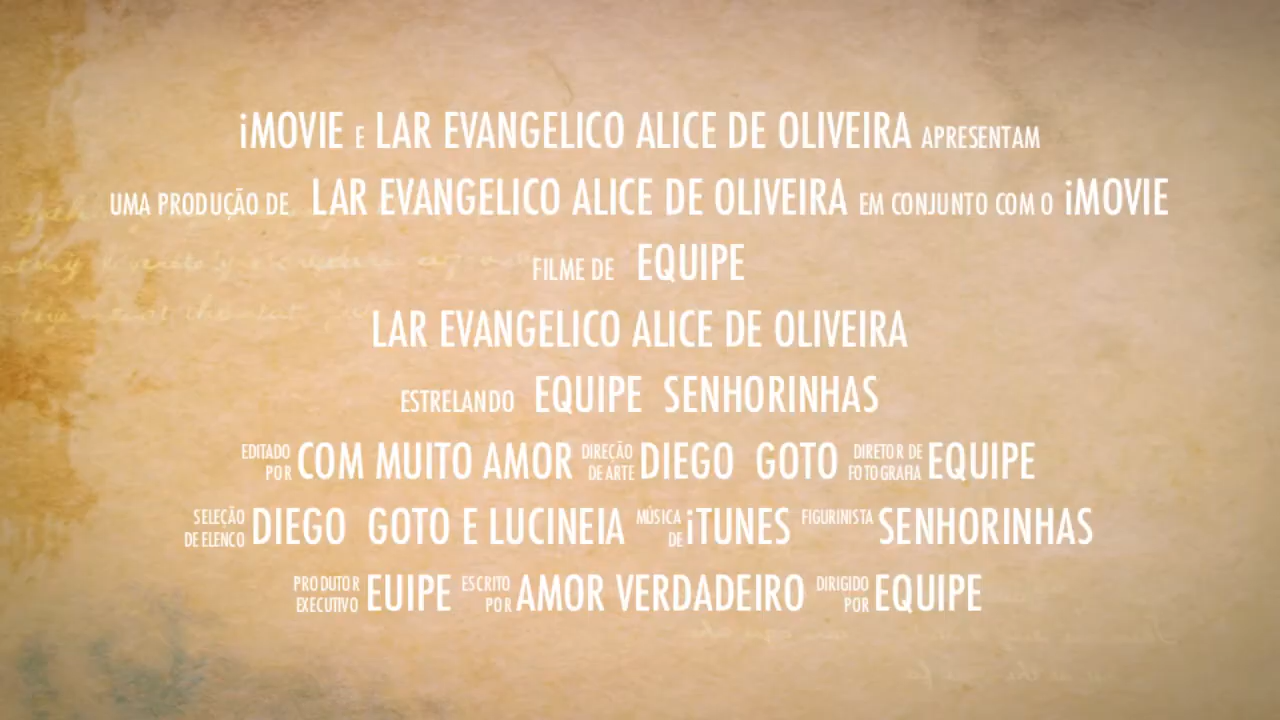 iMOVIE E LAR EVANGELICO ALICE DE OLIVEIRA APRESENTAM
UMA PRODUÇÃO DE LAR EVANGELICO ALICE DE OLIVEIRA EM CONJUNTO COM O iMOVIE
FILME DE EQUIPE
LAR EVANGELICO ALICE DE OLIVEIRA
ESTRELANDO EQUIPE SENHORINHAS
EDITADO POR COM MUITO AMOR DIREÇÃO DE ARTE DIEGO GOTO DIRETOR DE FOTOGRAFIA EQUIPE
SELEÇÃO DE ELENCO DIEGO GOTO E LUCINEIA MÚSICA DE iTUNES FIGURINISTA SENHORINHAS
PRODUTOR EXECUTIVO EUIPE ESCRITO POR AMOR VERDADEIRO DIRIGIDO POR EQUIPE